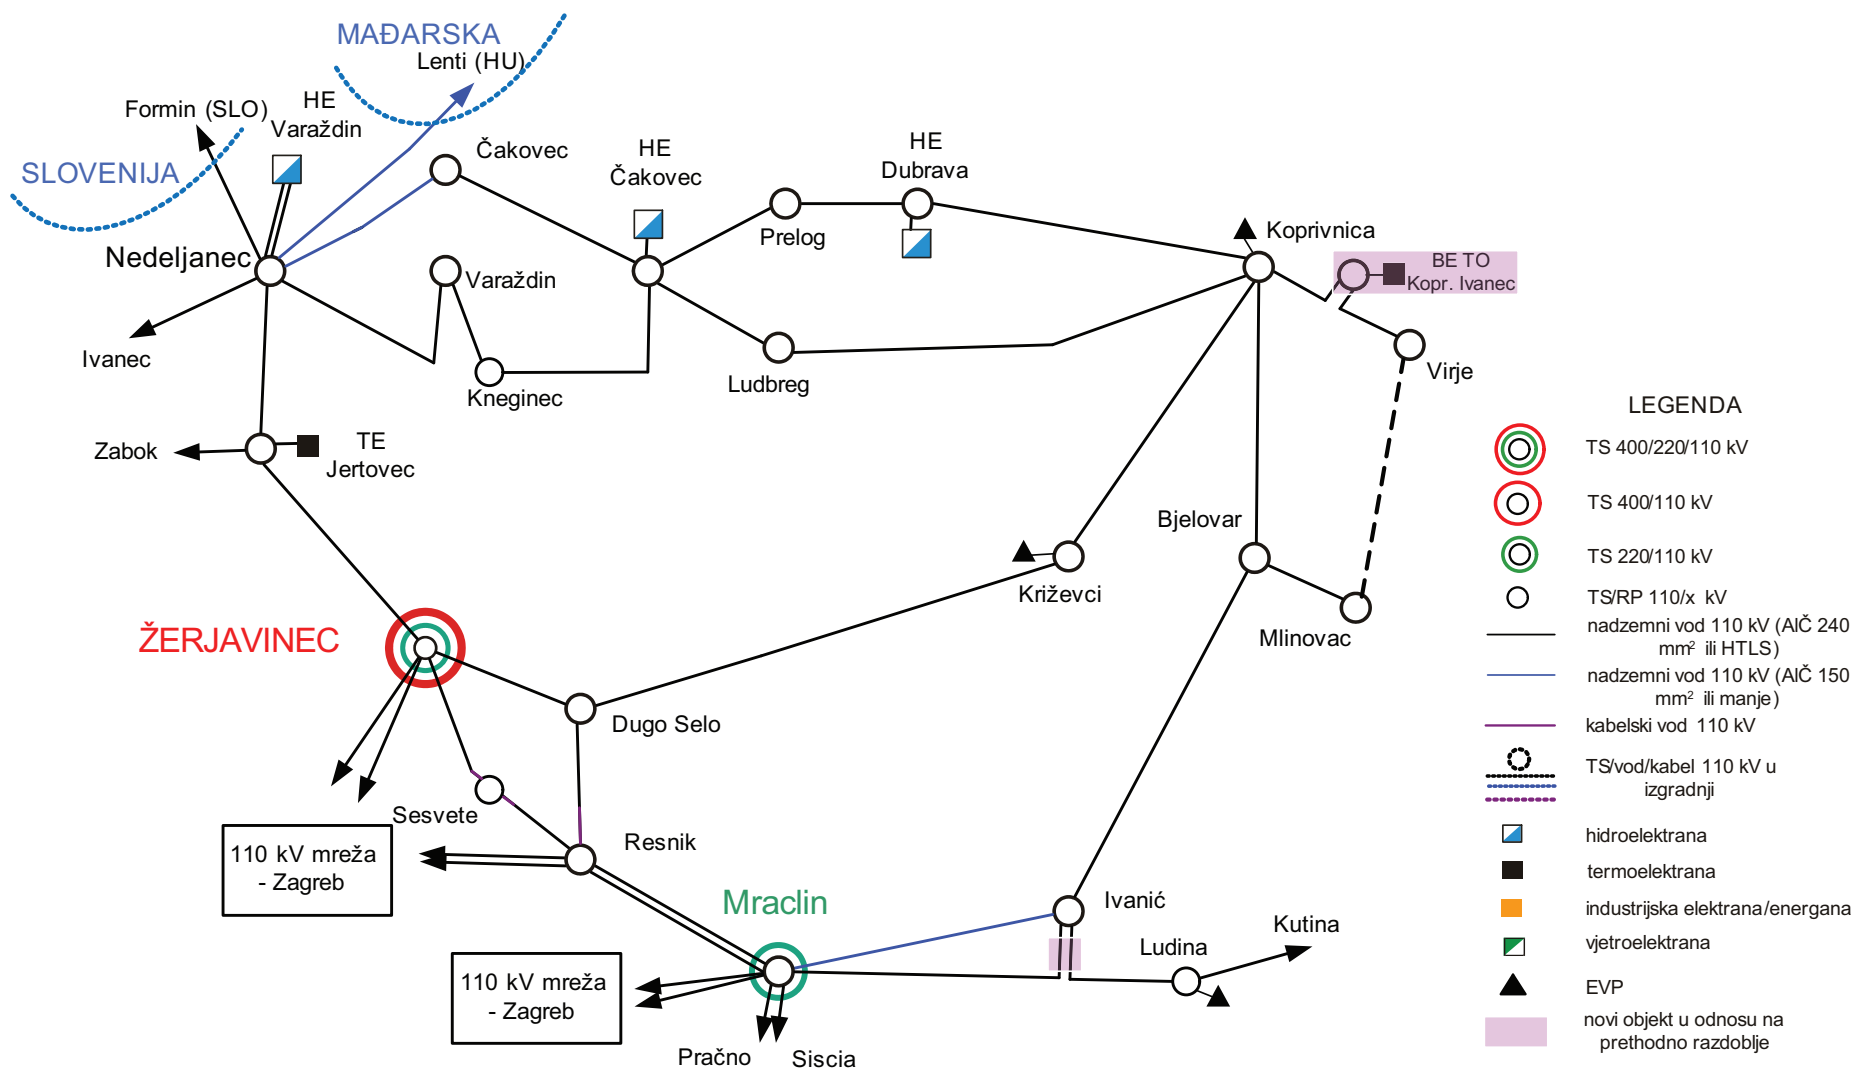 MAĐARSKA
Lenti (HU)
Formin (SLO)
HE
Varaždin
SLOVENIJA
Čakovec
HE
Čakovec
HE
Dubrava
Prelog
Koprivnica
BE TO
Kopr. Ivanec
Nedeljanec
Varaždin
Ivanec
Kneginec
Ludbreg
Virje
Zabok
TE
Jertovec
Bjelovar
Križevci
Mlinovac
ŽERJAVINEC
Dugo Selo
Sesvete
Resnik
110 kV mreža
- Zagreb
Mraclin
Ivanić
Ludina
Kutina
110 kV mreža
- Zagreb
Pračno
Siscia
LEGENDA
TS 400/220/110 kV
TS 400/110 kV
TS 220/110 kV
TS/RP 110/x kV
nadzemni vod 110 kV (AlČ 240
mm² ili HTLS)
nadzemni vod 110 kV (AlČ 150
mm² ili manje)
kabelski vod 110 kV
TS/vod/kabel 110 kV u
izgradnji
hidroelektrana
termoelektrana
industrijska elektrana/energana
vjetroelektrana
EVP
novi objekt u odnosu na
prethodno razdoblje